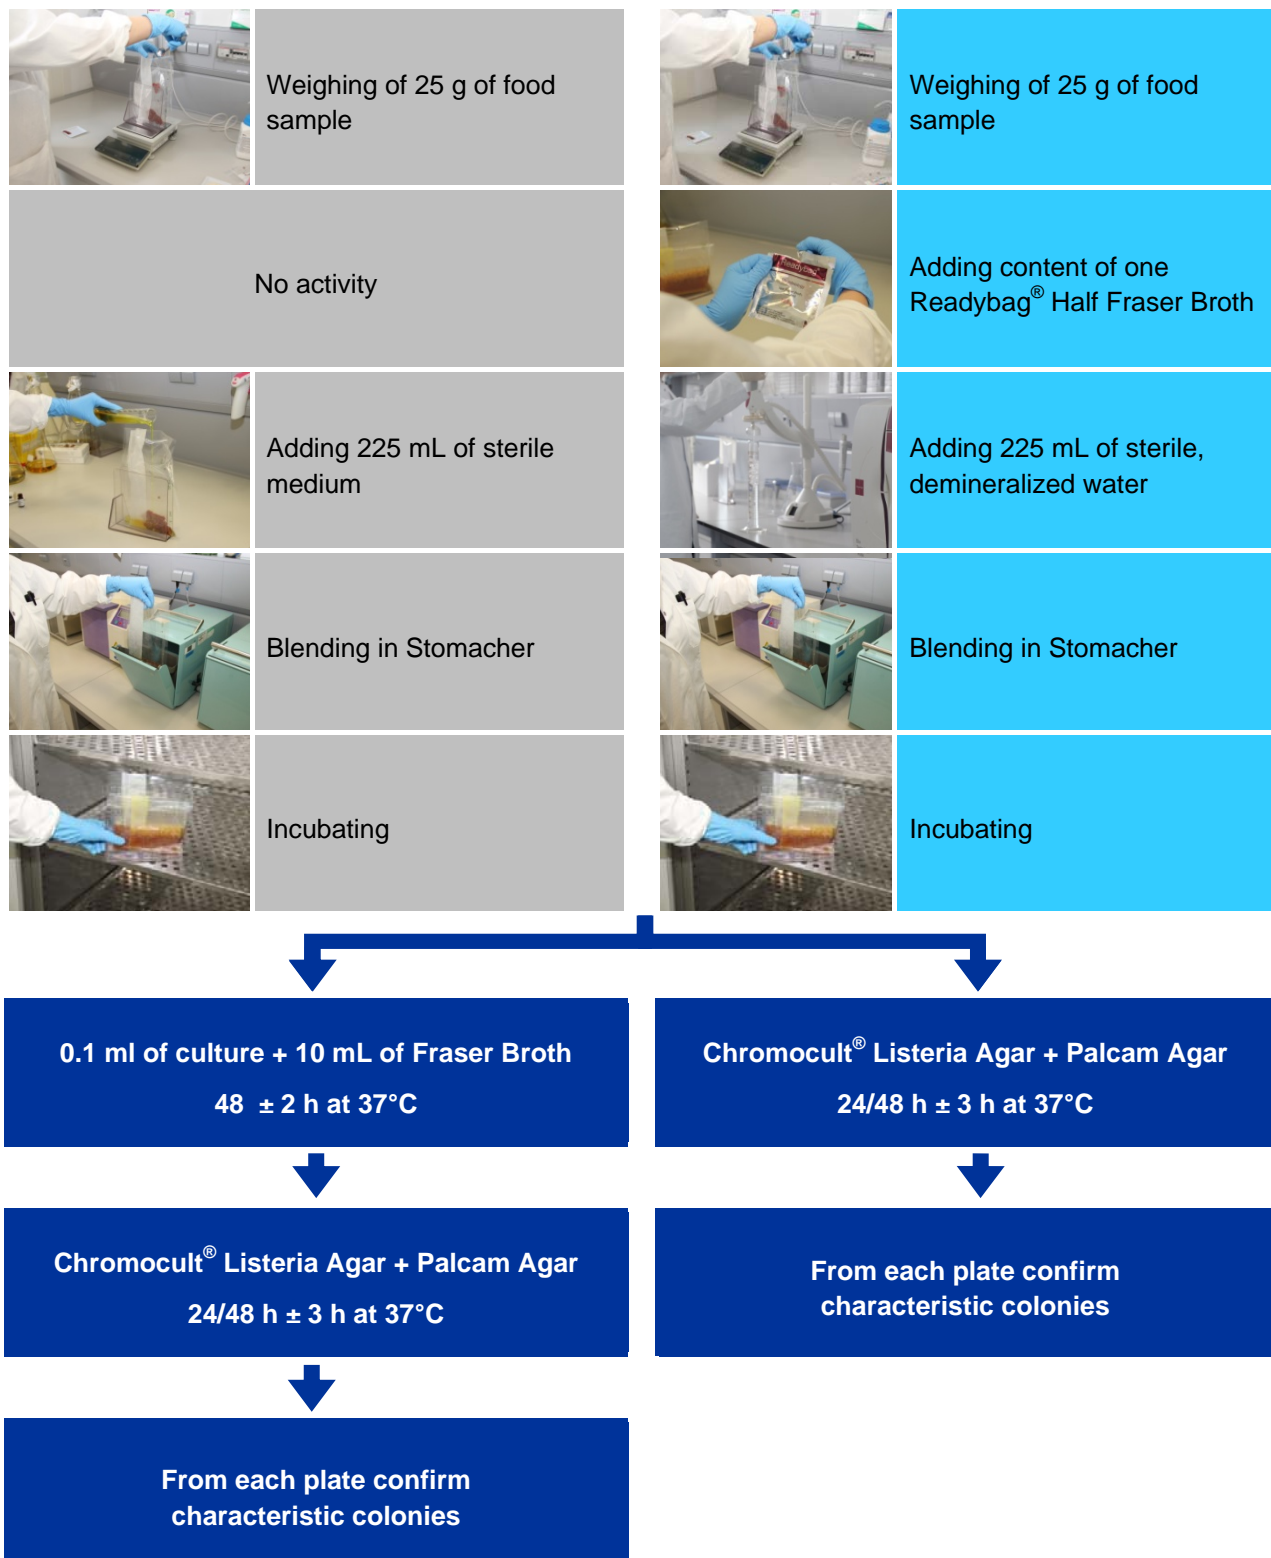 Weighing of 25 g of food
sample
Weighing of 25 g of food
sample
No activity
Readybag®
Adding content of one
Readybag® Half Fraser Broth
Adding 225 mL of sterile
medium
Adding 225 mL of sterile,
demineralized water
Blending in Stomacher
Blending in Stomacher
Incubating
Incubating
0.1 ml of culture + 10 mL of Fraser Broth
48 ± 2 h at 37°C
Chromocult® Listeria Agar + Palcam Agar
24/48 h ± 3 h at 37°C
Chromocult® Listeria Agar + Palcam Agar
24/48 h ± 3 h at 37°C
From each plate confirm
characteristic colonies
From each plate confirm
characteristic colonies